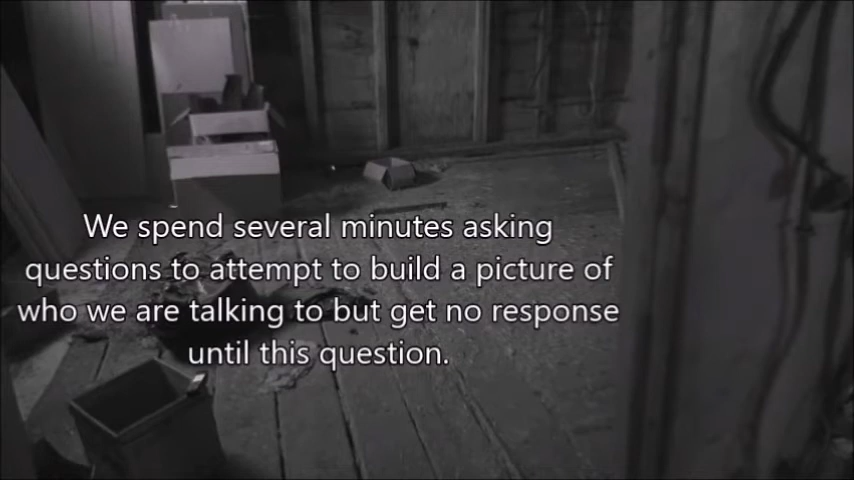 We spend several minutes asking
questions to attempt to build a picture of
who we are talking to but get no response
until this question.